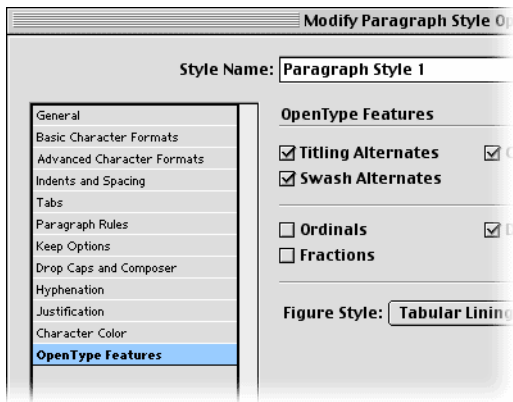 Modify Paragraph Style
Style Name: Paragraph Style 1
General
Basic Character Formats
Advanced Character Formats
Indents and Spacing
Tabs
Paragraph Rules
Keep Options
Drop Caps and Composer
Hyphenation
Justification
Character Color
OpenType Features
OpenType Features
Titling Alternates
Swash Alternates
Ordinals
Fractions
Figure Style: Tabular Lining